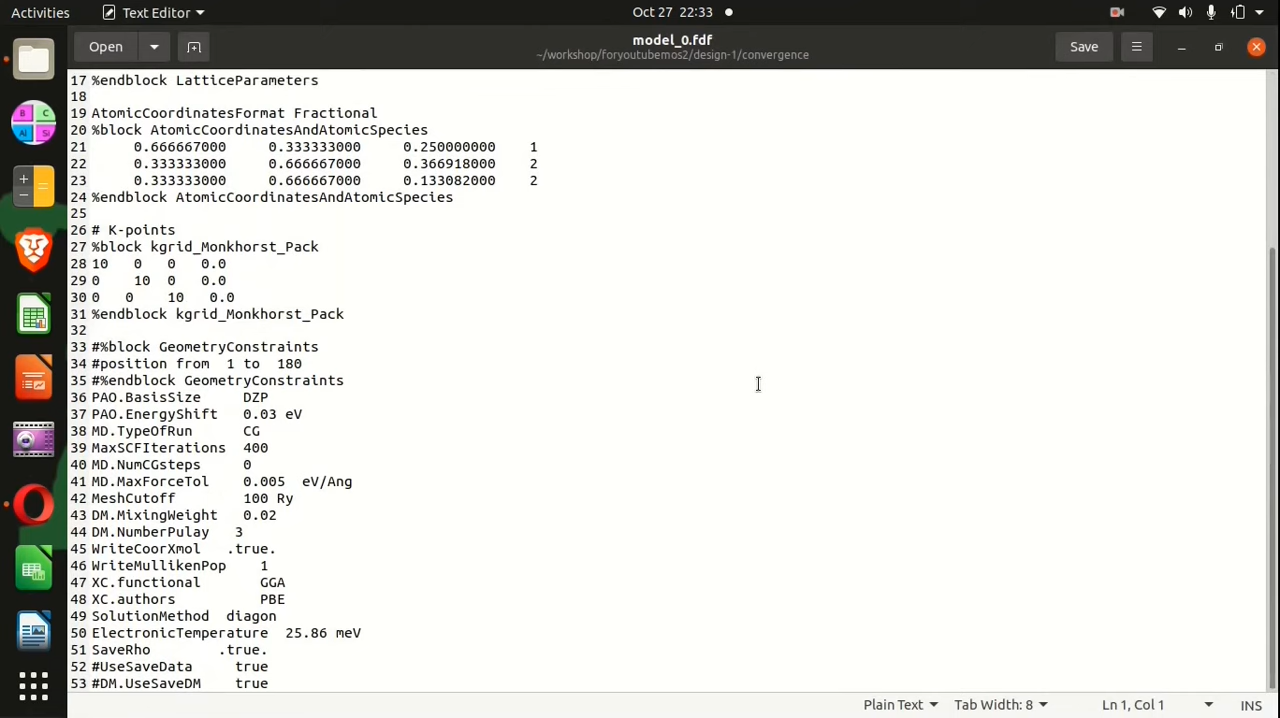 Activities Text Editor Oct 27 22:33
Open model_0.fdf Save
~/workshop/foryoutubemos2/design-1/convergence
17 %endblock LatticeParameters
18
19 AtomicCoordinatesFormat Fractional
20 %block AtomicCoordinatesAndAtomicSpecies
21 0.666667000 0.333333000 0.250000000 1
22 0.333333000 0.666667000 0.366918000 2
23 0.333333000 0.666667000 0.133082000 2
24 %endblock AtomicCoordinatesAndAtomicSpecies
25
26 # K-points
27 %block kgrid_Monkhorst_Pack
28 10 0 0 0.0
29 0 10 0 0.0
30 0 0 10 0.0
31 %endblock kgrid_Monkhorst_Pack
32
33 #%block GeometryConstraints
34 #position from 1 to 180
35 #%endblock GeometryConstraints
36 PAO.BasisSize DZP
37 PAO.EnergyShift 0.03 eV
38 MD.TypeOfRun CG
39 MaxSCFIterations 400
40 MD.NumCGsteps 0
41 MD.MaxForceTol 0.005 eV/Ang
42 MeshCutoff 100 Ry
43 DM.MixingWeight 0.02
44 DM.NumberPulay 3
45 WriteCoorXmol .true.
46 WriteMullikenPop 1
47 XC.functional GGA
48 XC.authors PBE
49 SolutionMethod diagon
50 ElectronicTemperature 25.86 meV
51 SaveRho .true.
52 #UseSaveData true
53 #DM.UseSaveDM true
Plain Text Tab Width: 8 Ln 1, Col 1 INS
B C
Al Si